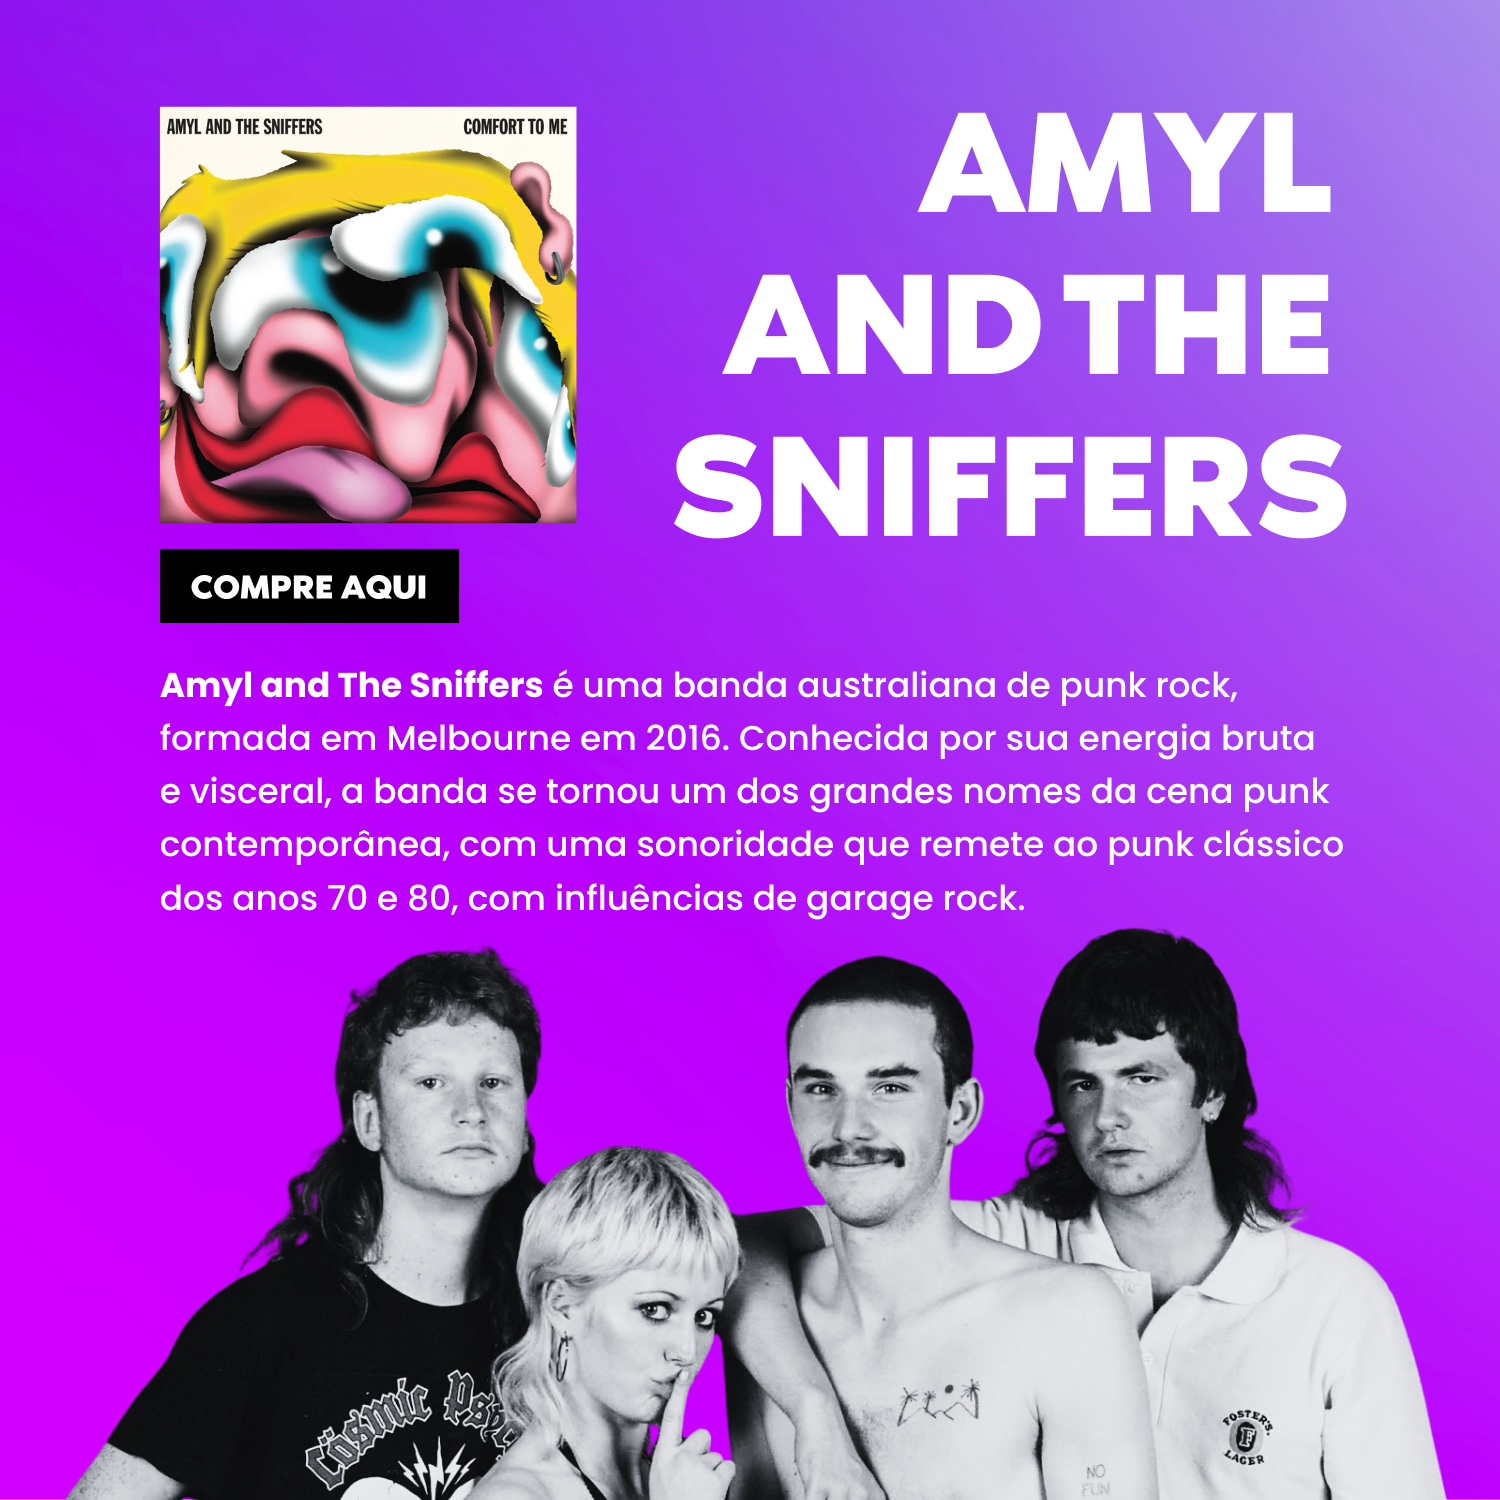 AMYL AND THE SNIFFERS COMFORT TO ME
AMYL
AND THE
SNIFFERS
COMPRE AQUI
Amyl and The Sniffers é uma banda australiana de punk rock,
formada em Melbourne em 2016. Conhecida por sua energia bruta
e visceral, a banda se tornou um dos grandes nomes da cena punk
contemporânea, com uma sonoridade que remete ao punk clássico
dos anos 70 e 80, com influências de garage rock.
Cosmic
FOSTER'S
F
LAGER
NO
FUN